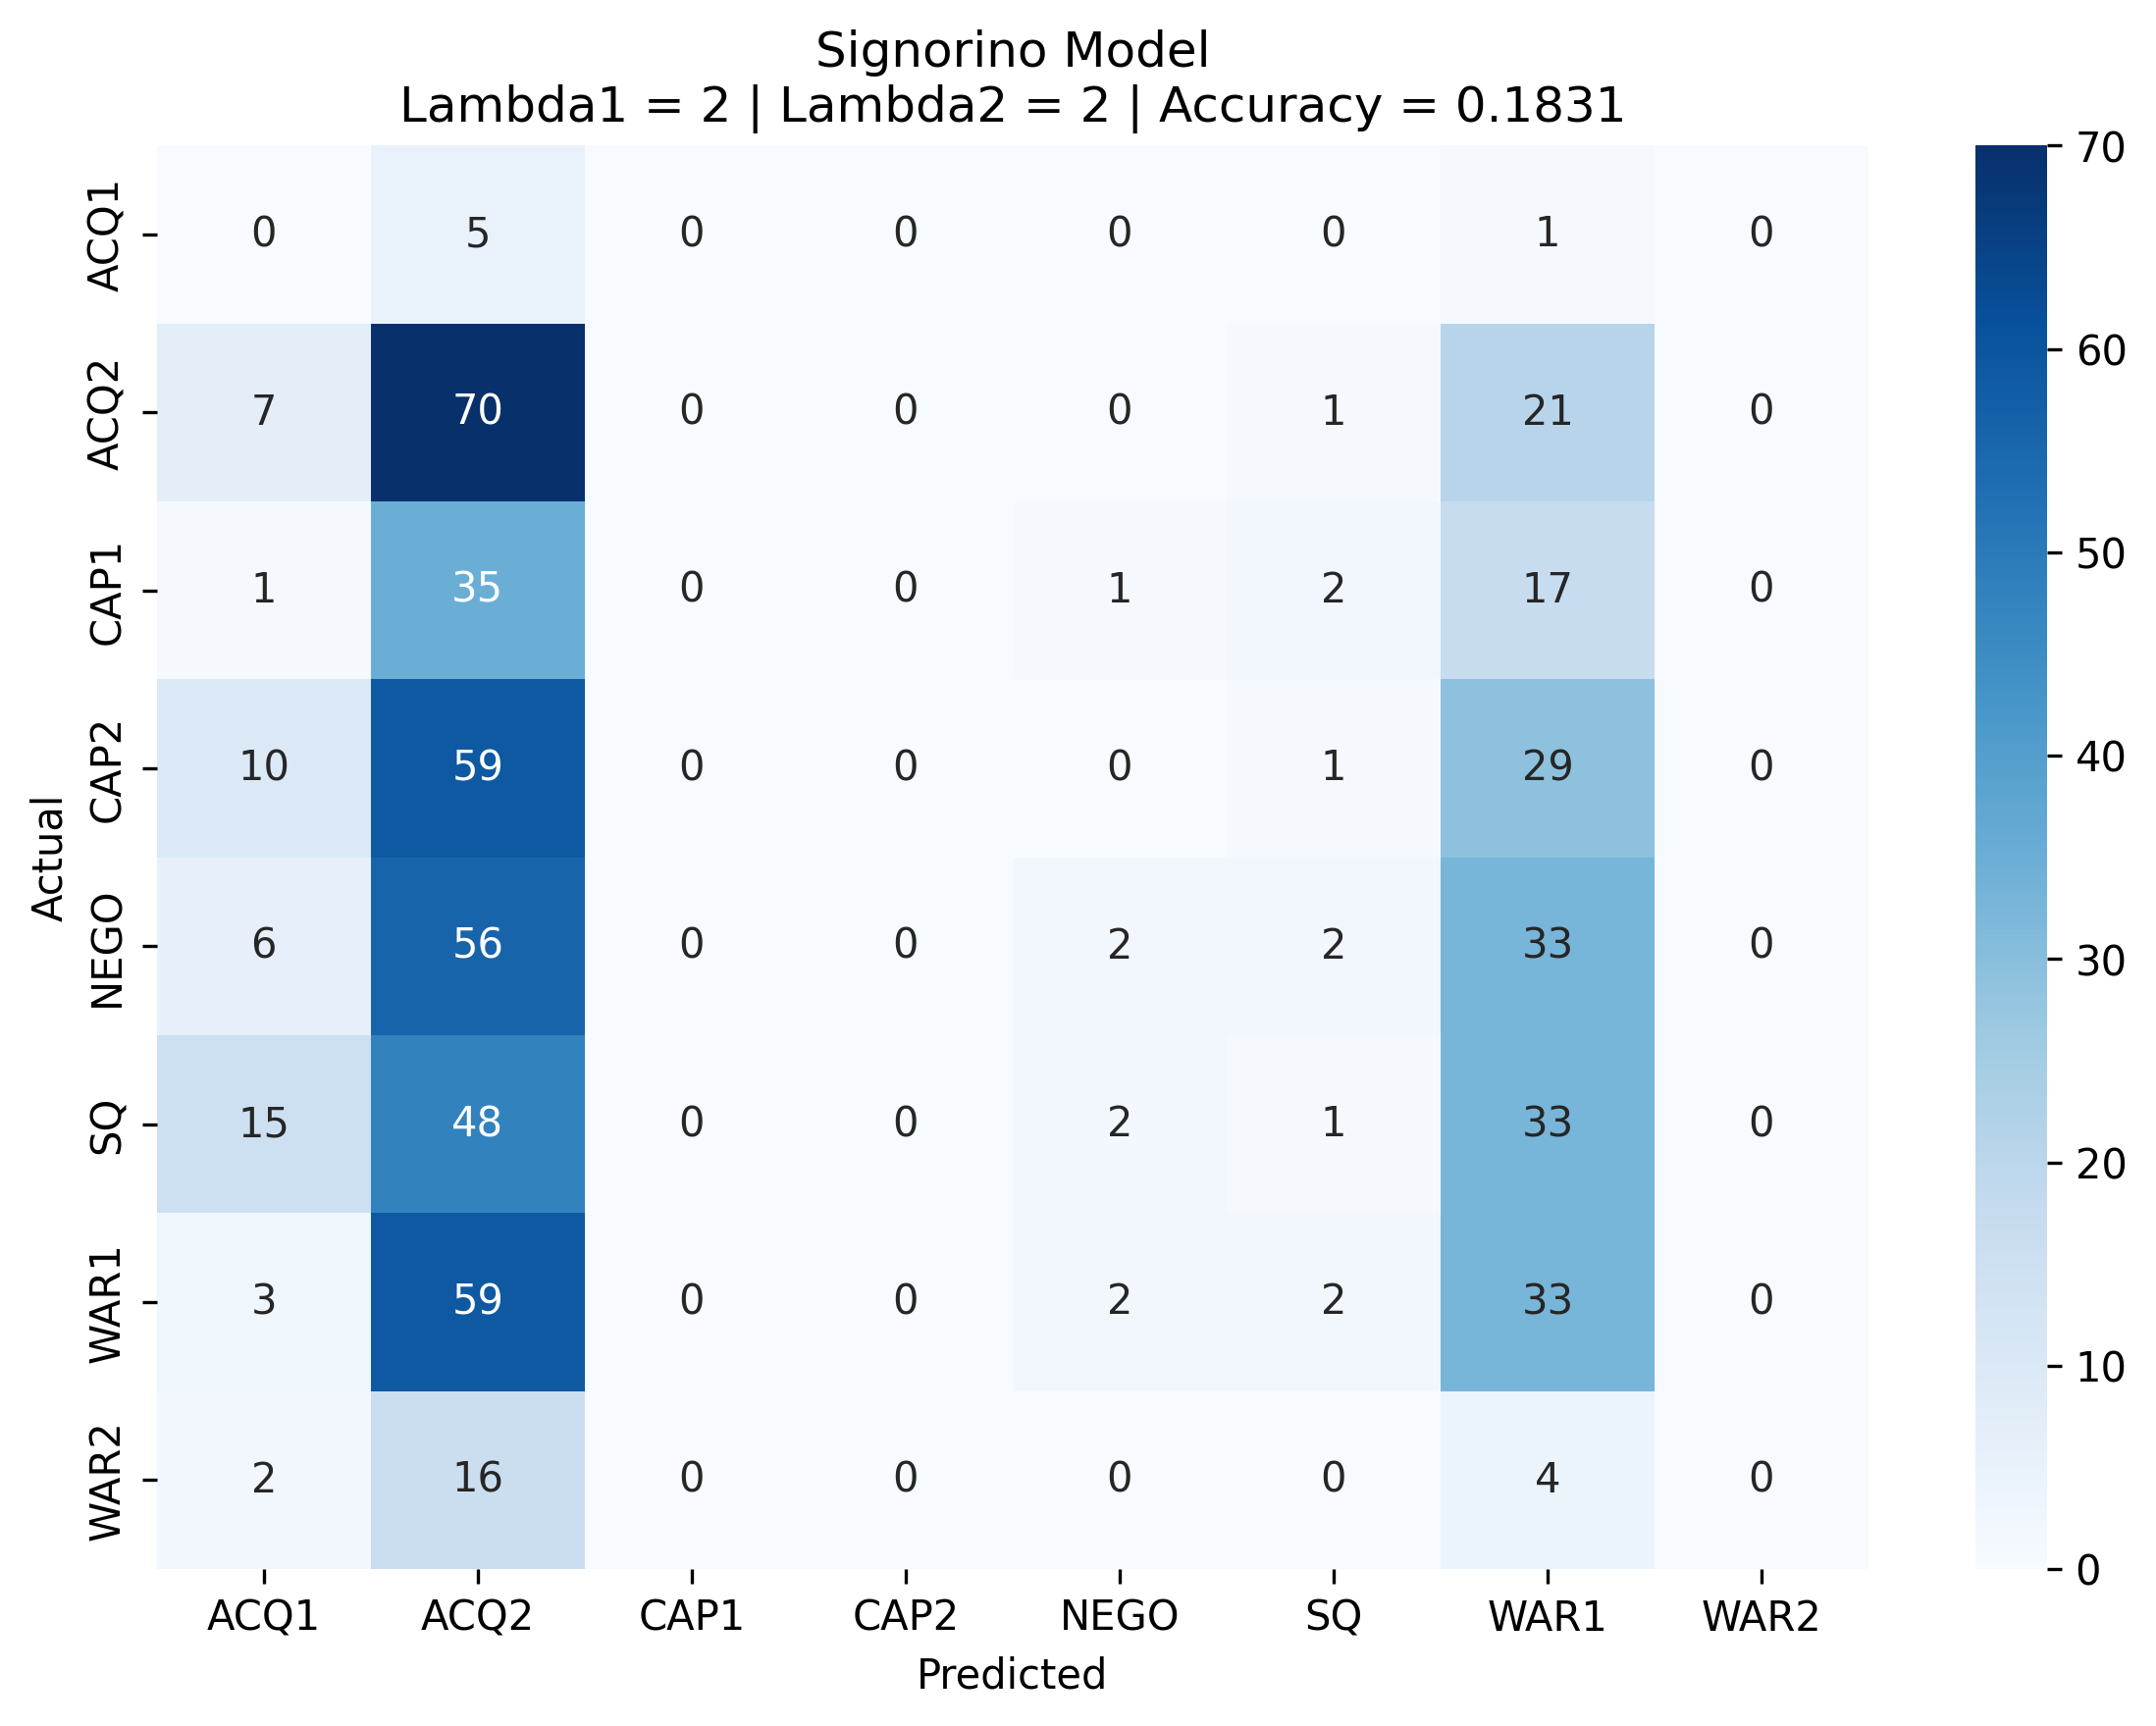 Signorino Model
Lambda1 = 2 | Lambda2 = 2 | Accuracy = 0.1831
Actual
ACQ1 0 5 0 0 0 0 1 0
ACQ2 7 70 0 0 0 1 21 0
CAP1 1 35 0 0 1 2 17 0
CAP2 10 59 0 0 0 1 29 0
NEGO 6 56 0 0 2 2 33 0
SQ 15 48 0 0 2 1 33 0
WAR1 3 59 0 0 2 2 33 0
WAR2 2 16 0 0 0 0 4 0
ACQ1 ACQ2 CAP1 CAP2 NEGO SQ WAR1 WAR2
Predicted
70
60
50
40
30
20
10
0